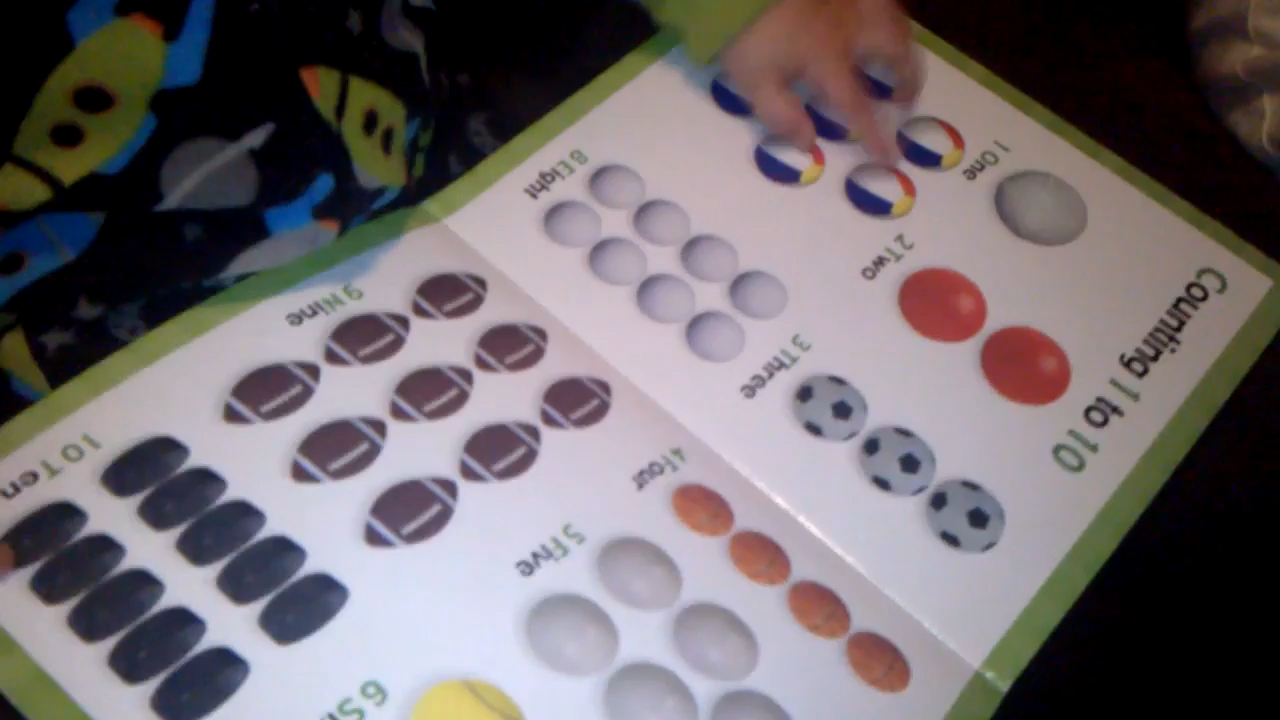 Counting 1 to 10
1 One
2 Two
3 Three
4 Four
5 Five
8 Eight
9 Nine
10 Ten